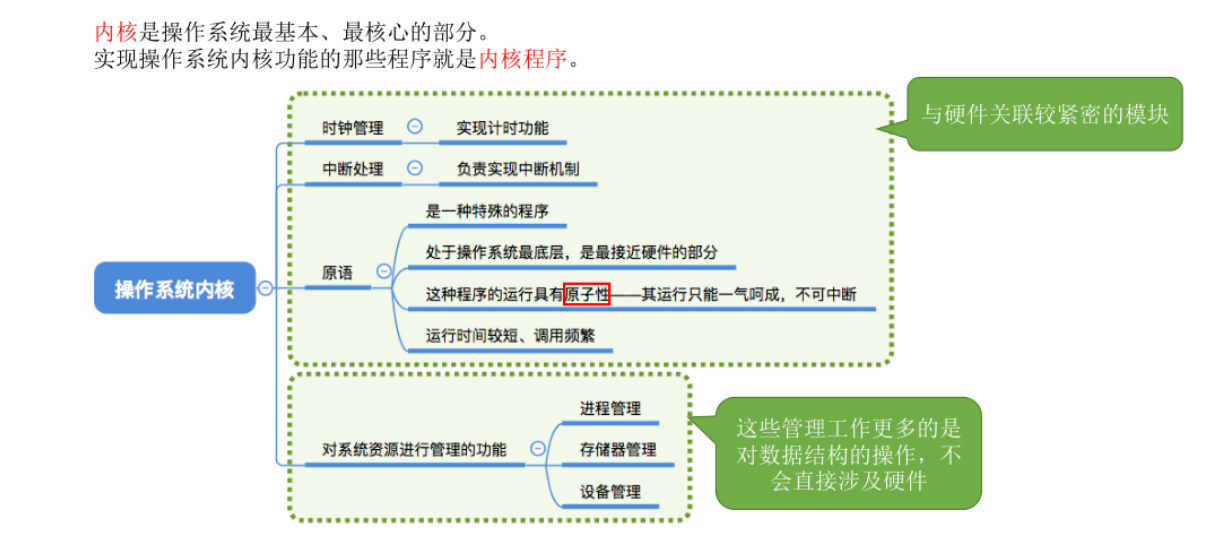 内核是操作系统最基本、最核心的部分。
实现操作系统内核功能的那些程序就是内核程序。
与硬件关联较紧密的模块
时钟管理
实现计时功能
中断处理
负责实现中断机制
是一种特殊的程序
处于操作系统最底层，是最接近硬件的部分
原语
这种程序的运行具有原子性——其运行只能一气呵成，不可中断
运行时间较短、调用频繁
操作系统内核
对系统资源进行管理的功能
进程管理
存储器管理
设备管理
这些管理工作更多的是
对数据结构的操作，不
会直接涉及硬件